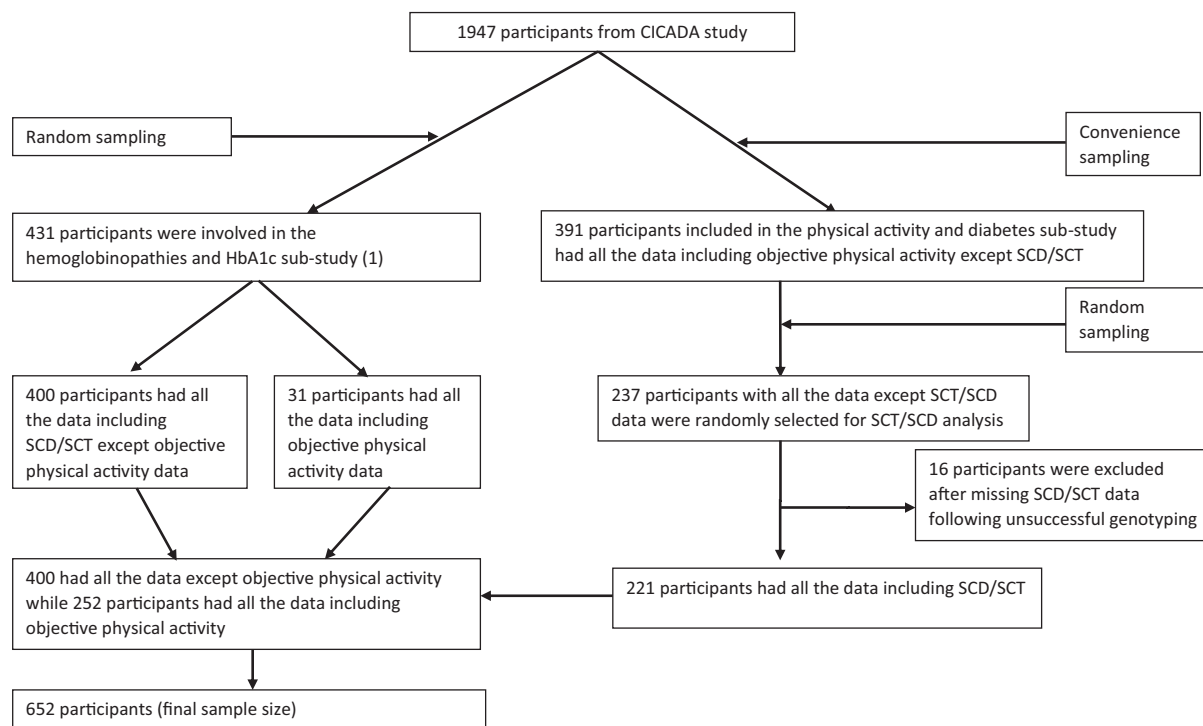 1947 participants from CICADA study
Random sampling
Convenience
sampling
431 participants were involved in the
hemoglobinopathies and HbA1c sub-study (1)
391 participants included in the physical activity and diabetes sub-study
had all the data including objective physical activity except SCD/SCT
Random
sampling
400 participants had all
the data including
SCD/SCT except objective
physical activity data
31 participants had all
the data including
objective physical
activity data
237 participants with all the data except SCT/SCD
data were randomly selected for SCT/SCD analysis
16 participants were excluded
after missing SCD/SCT data
following unsuccessful genotyping
400 had all the data except objective physical activity
while 252 participants had all the data including
objective physical activity
221 participants had all the data including SCD/SCT
652 participants (final sample size)